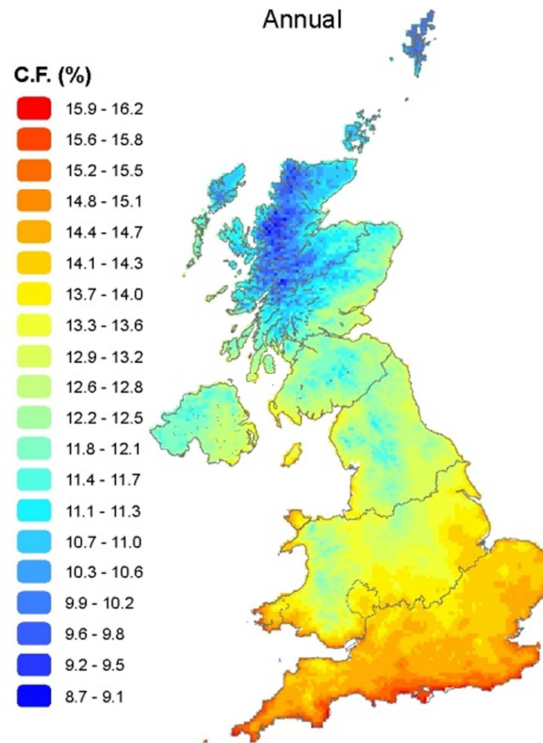 Annual
C.F. (%)
15.9 - 16.2
15.6 - 15.8
15.2 - 15.5
14.8 - 15.1
14.4 - 14.7
14.1 - 14.3
13.7 - 14.0
13.3 - 13.6
12.9 - 13.2
12.6 - 12.8
12.2 - 12.5
11.8 - 12.1
11.4 - 11.7
11.1 - 11.3
10.7 - 11.0
10.3 - 10.6
9.9 - 10.2
9.6 - 9.8
9.2 - 9.5
8.7 - 9.1